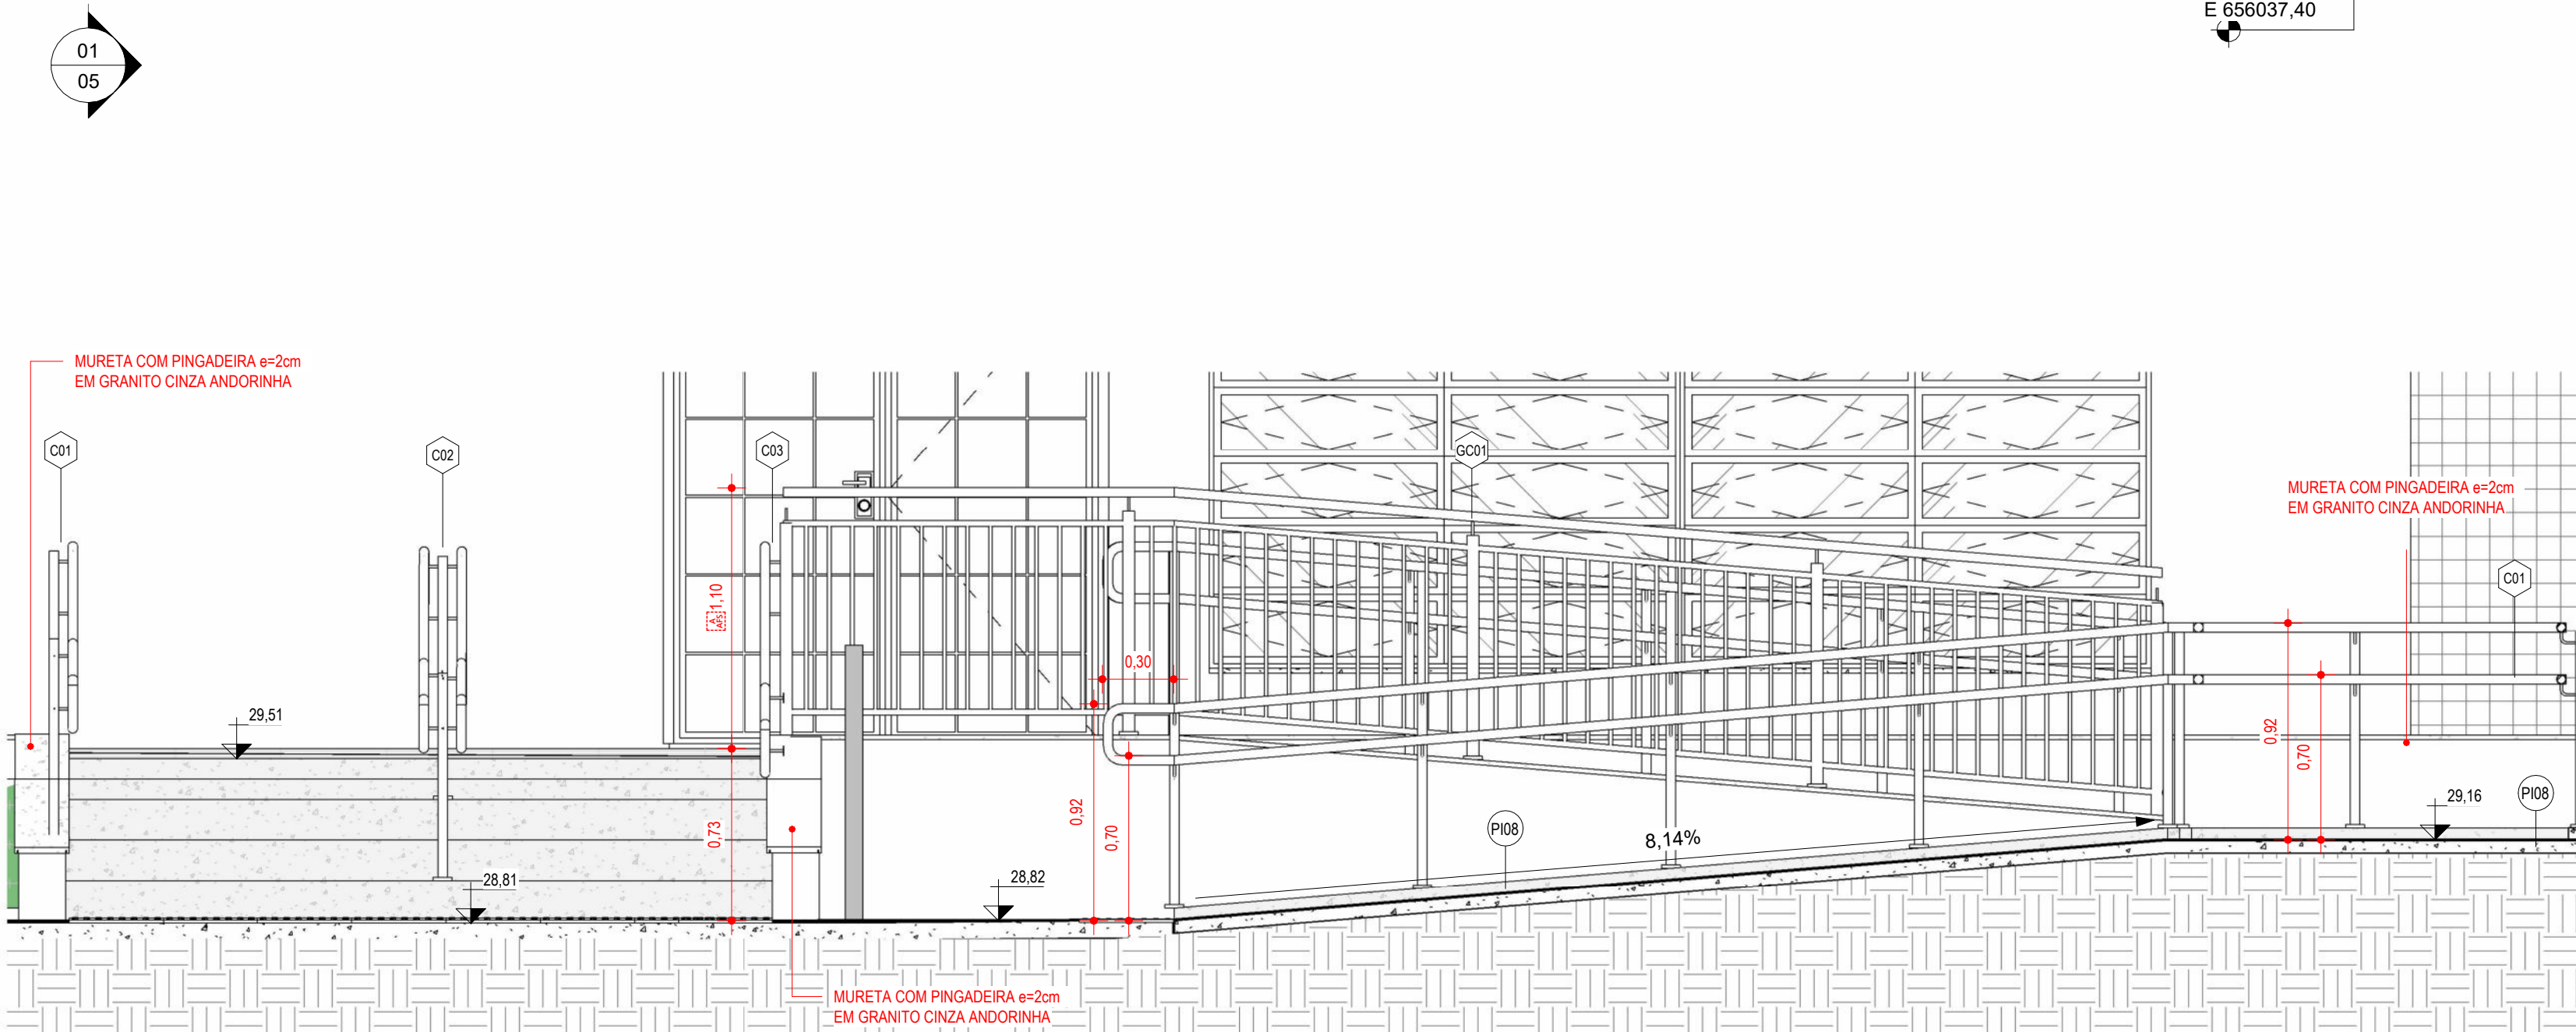 E 656037,40
01
05
MURETA COM PINGADEIRA e=2cm
EM GRANITO CINZA ANDORINHA
C01
C02
C03
GC01
MURETA COM PINGADEIRA e=2cm
EM GRANITO CINZA ANDORINHA
C01
1,10
A
AFS
0,30
29,51
0,92
0,70
29,16
PI08
0,73
0,92
0,70
PI08
8,14%
28,81
28,82
MURETA COM PINGADEIRA e=2cm
EM GRANITO CINZA ANDORINHA